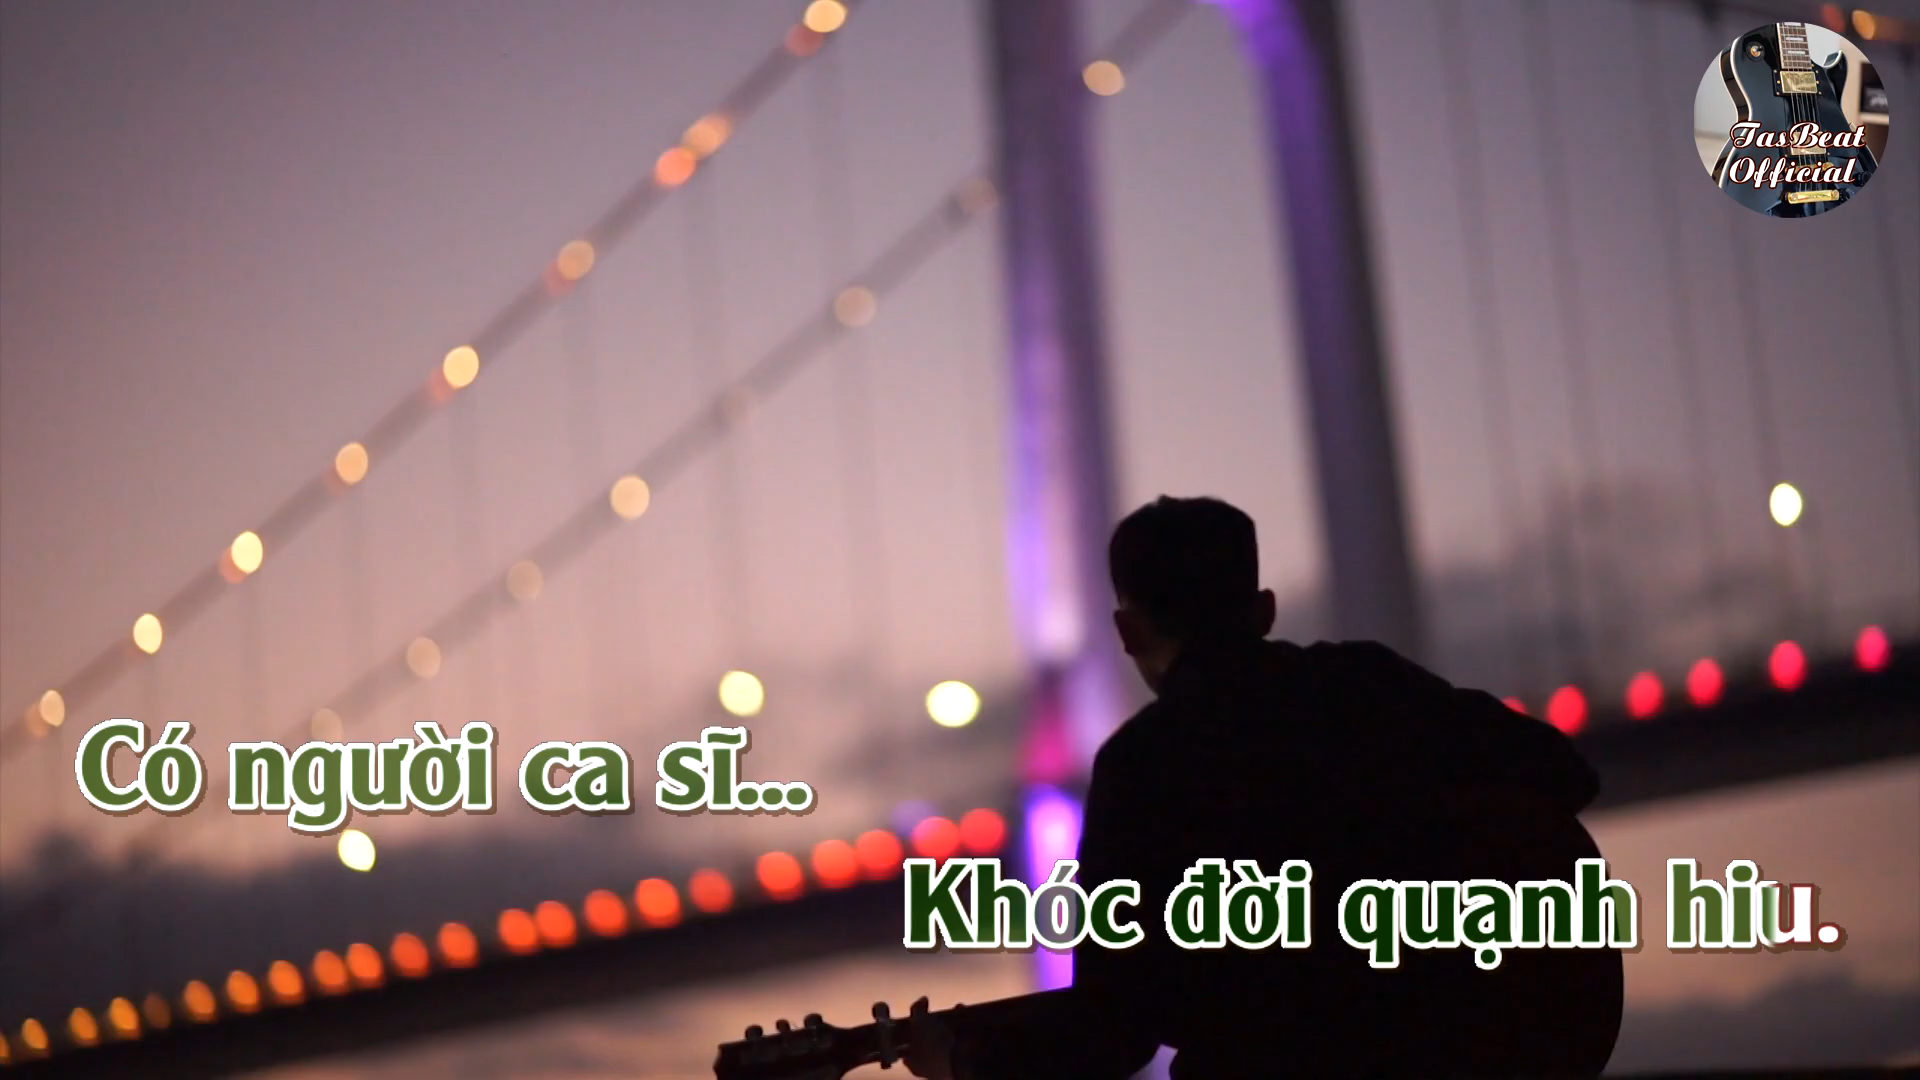 TasBeat
Official
Có người ca sĩ...
Khóc đời quạnh hiu.